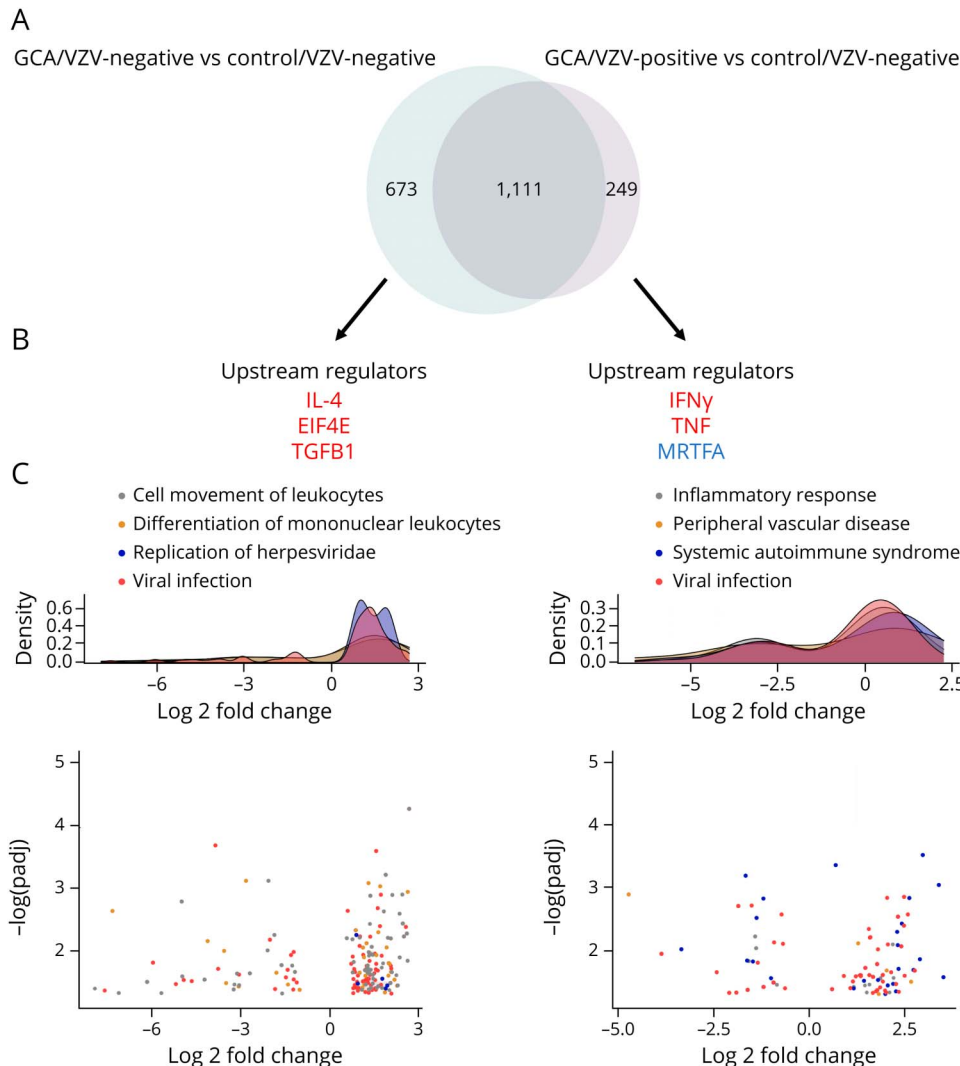 A
GCA/VZV-negative vs control/VZV-negative
GCA/VZV-positive vs control/VZV-negative
673
1,111
249
B
Upstream regulators
IL-4
EIF4E
TGFB1
Upstream regulators
IFNγ
TNF
MRTFA
C
Cell movement of leukocytes
Differentiation of mononuclear leukocytes
Replication of herpesviridae
Viral infection
Inflammatory response
Peripheral vascular disease
Systemic autoimmune syndrome
Viral infection
Density
0.6
0.4
0.2
0.0
−6 −3 0 3
Log 2 fold change
Density
0.3
0.2
0.1
0.0
−5 −2.5 0 2.5
Log 2 fold change
−log(padj)
5
4
3
2
−6 −3 0 3
Log 2 fold change
−log(padj)
5
4
3
2
−5.0 −2.5 0.0 2.5
Log 2 fold change